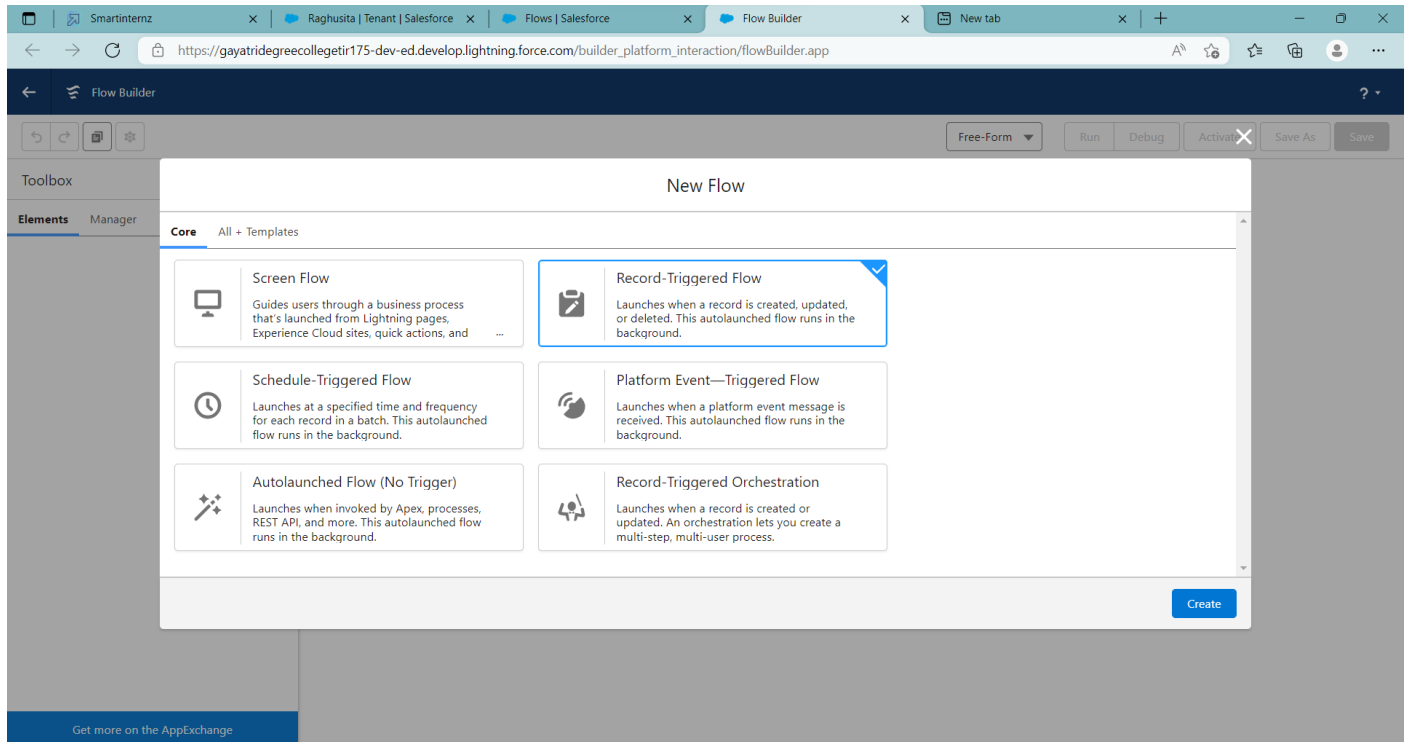 Smartinternz
Raghusita | Tenant | Salesforce
Flows | Salesforce
Flow Builder
New tab
https://gayatridegreecollegetir175-dev-ed.develop.lightning.force.com/builder_platform_interaction/flowBuilder.app
Flow Builder
?
Free-Form
Run
Debug
Activate
Save As
Save
Toolbox
Elements
Manager
New Flow
Core
All + Templates
Screen Flow
Guides users through a business process
that's launched from Lightning pages,
Experience Cloud sites, quick actions, and ...
Record-Triggered Flow
Launches when a record is created, updated,
or deleted. This autolaunched flow runs in the
background.
Schedule-Triggered Flow
Launches at a specified time and frequency
for each record in a batch. This autolaunched
flow runs in the background.
Platform Event—Triggered Flow
Launches when a platform event message is
received. This autolaunched flow runs in the
background.
Autolaunched Flow (No Trigger)
Launches when invoked by Apex, processes,
REST API, and more. This autolaunched flow
runs in the background.
Record-Triggered Orchestration
Launches when a record is created or
updated. An orchestration lets you create a
multi-step, multi-user process.
Create
Get more on the AppExchange